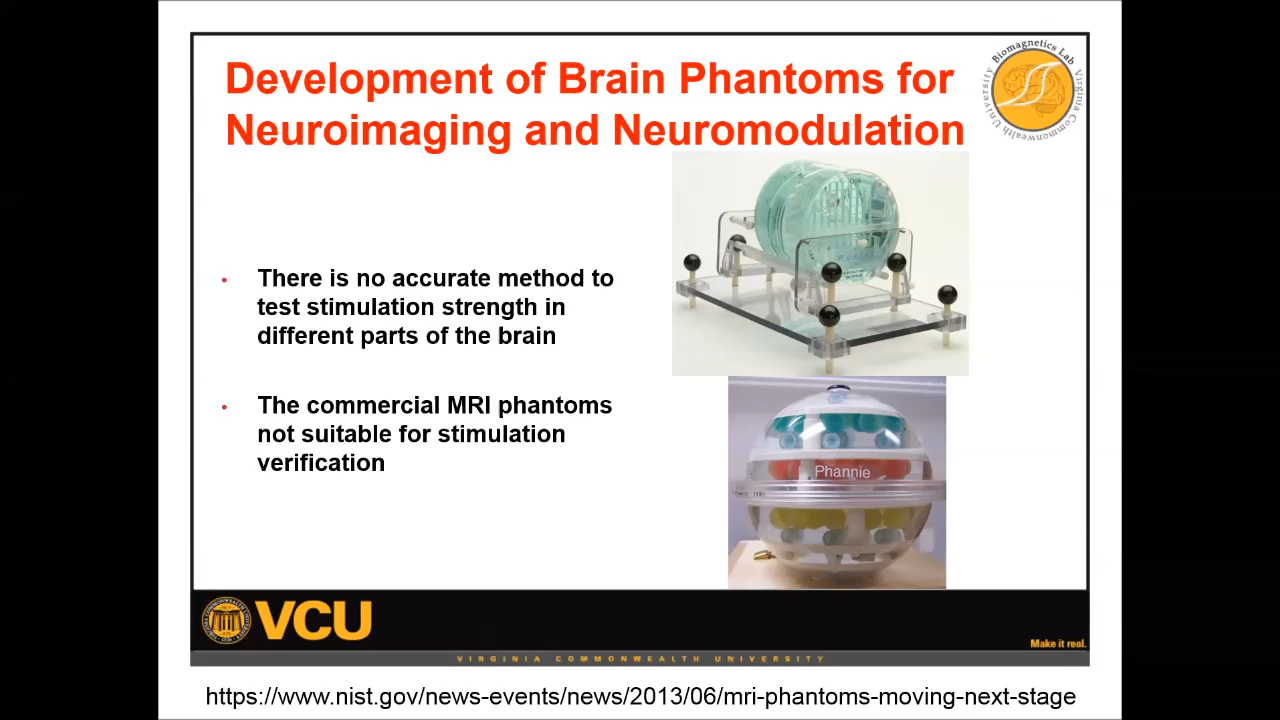 Development of Brain Phantoms for
Neuroimaging and Neuromodulation
Biomagnetics Lab
Virginia Commonwealth University
There is no accurate method to
test stimulation strength in
different parts of the brain
The commercial MRI phantoms
not suitable for stimulation
verification
Phannie
VCU
Make it real.
VIRGINIA COMMONWEALTH UNIVERSITY
https://www.nist.gov/news-events/news/2013/06/mri-phantoms-moving-next-stage